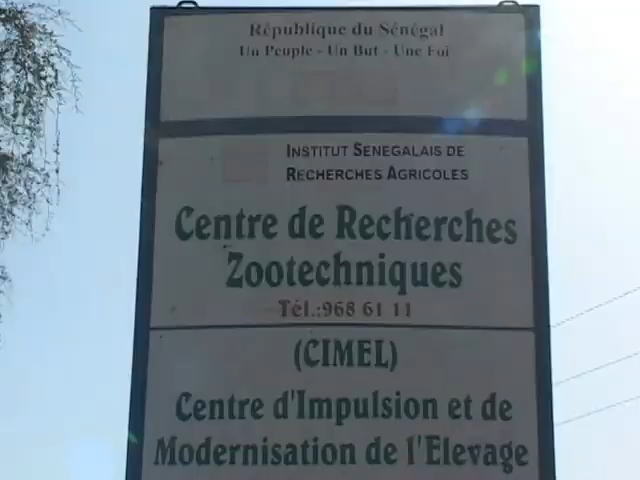 République du Sénégal
Un Peuple - Un But - Une Foi
INSTITUT SENEGALAIS DE
RECHERCHES AGRICOLES
Centre de Recherches
Zootechniques
Tél.:968 61 11
(CIMEL)
Centre d'Impulsion et de
Modernisation de l'Elevage